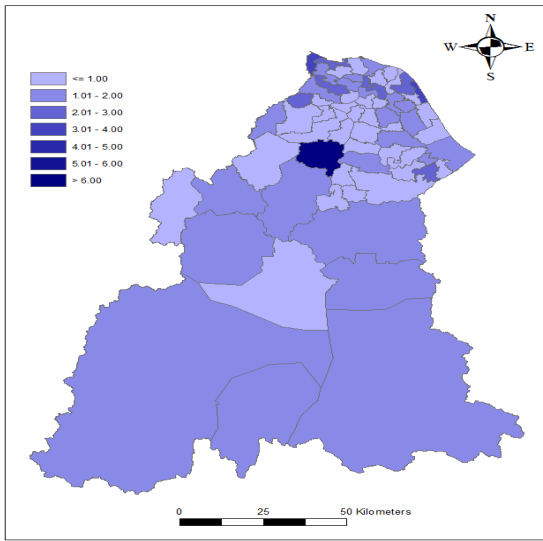 N
W E
S
<= 1.00
1.01 - 2.00
2.01 - 3.00
3.01 - 4.00
4.01 - 5.00
5.01 - 6.00
> 6.00
0 25 50 Kilometers